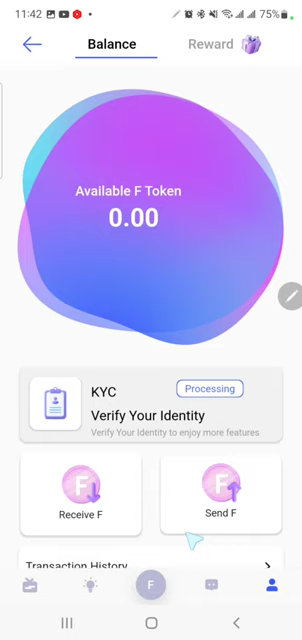 11:42
75%
Balance
Reward
Available F Token
0.00
KYC
Processing
Verify Your Identity
Verify Your Identity to enjoy more features
F
Receive F
F
Send F
Transaction History
F